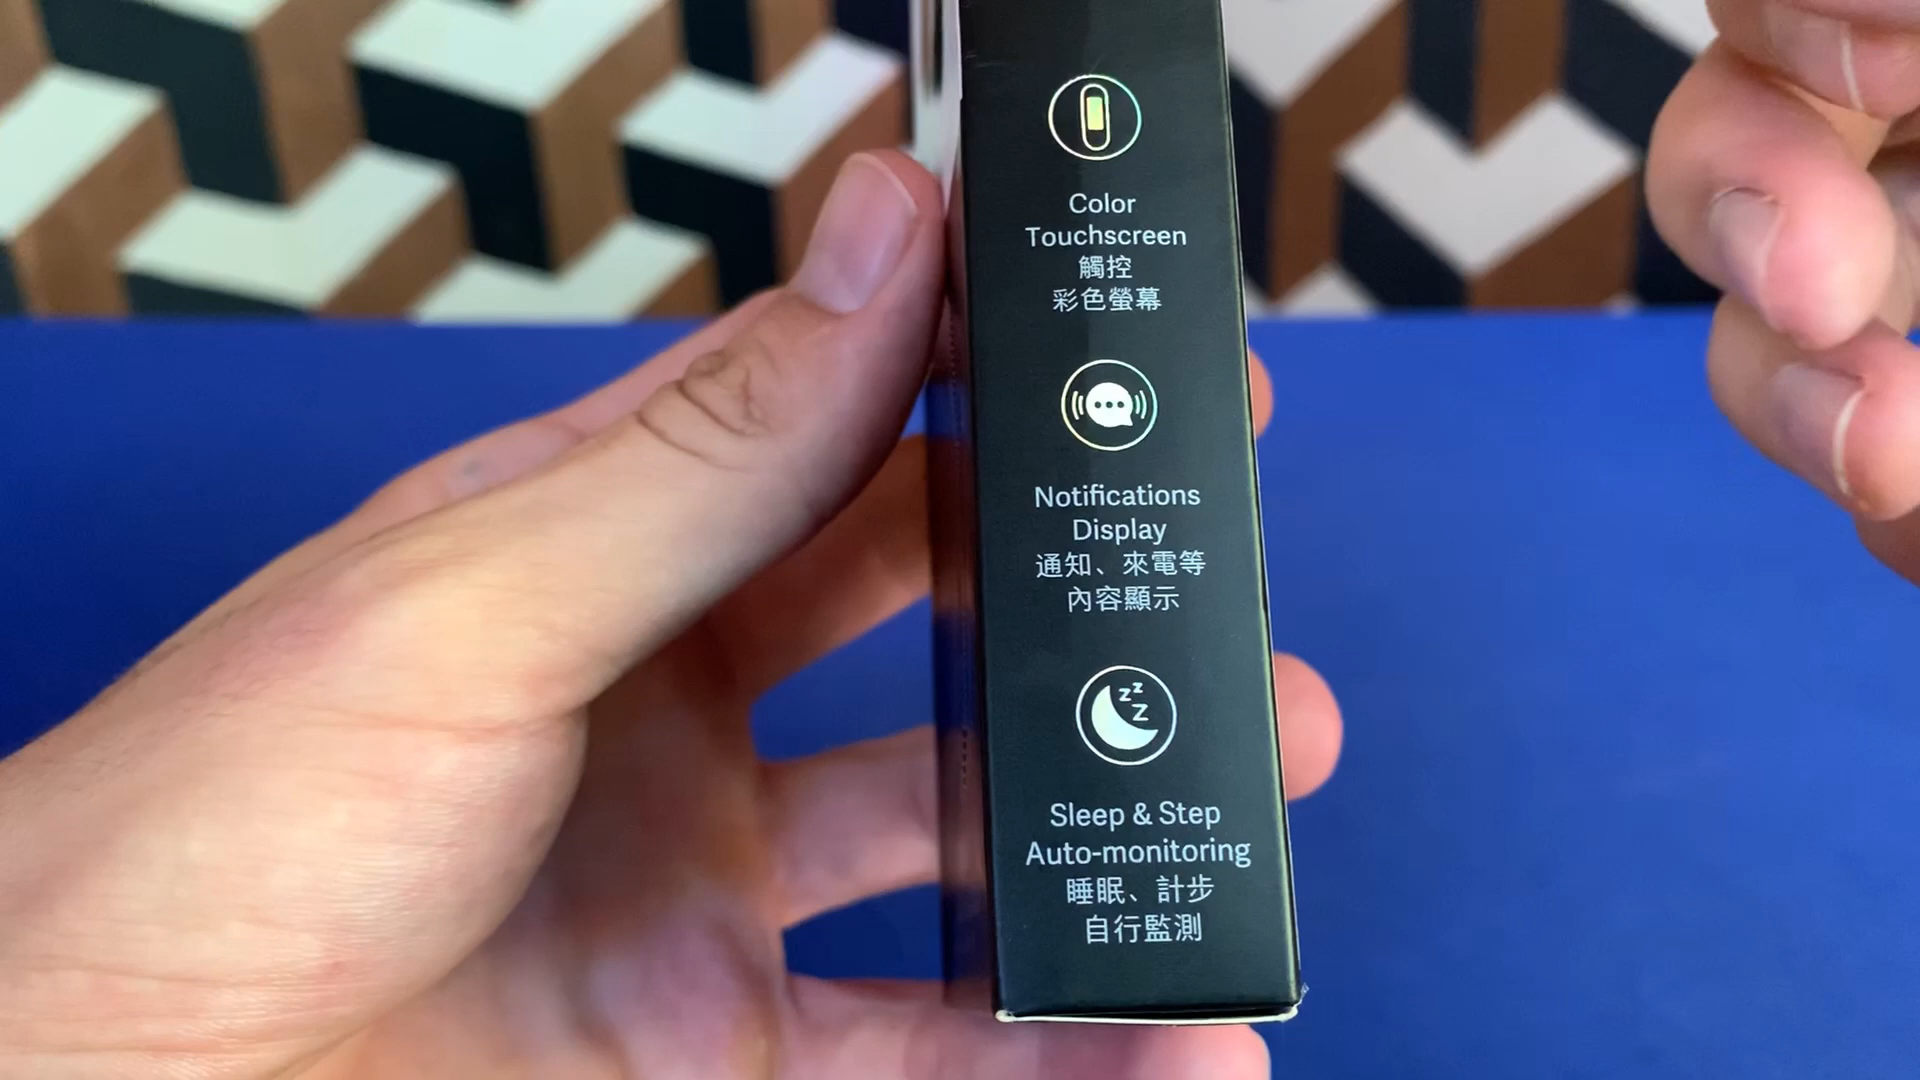 Color
Touchscreen
觸控
彩色螢幕
Notifications
Display
通知、來電等
內容顯示
zzZ
Sleep & Step
Auto-monitoring
睡眠、計步
自行監測